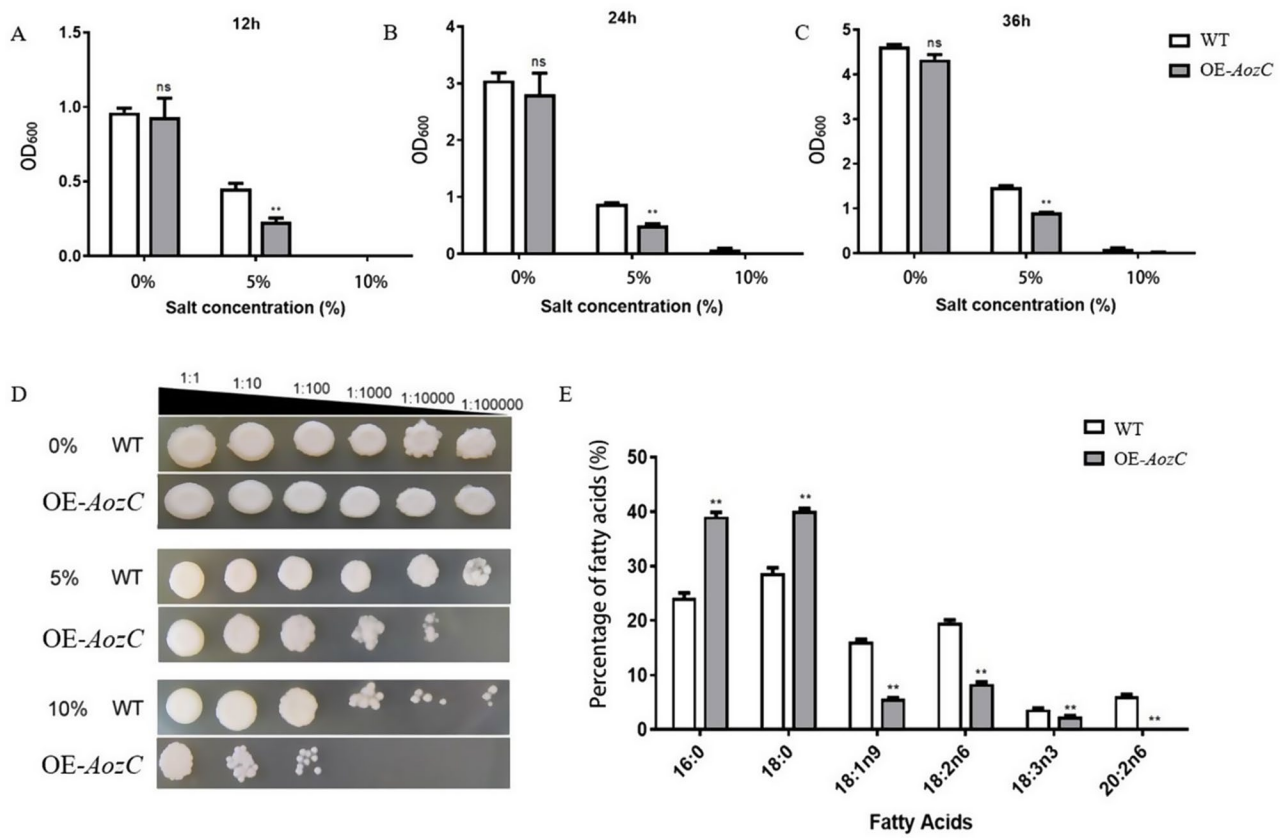 A
12h
1.5
1.0
0.5
0.0
OD600
ns
**
0%
5%
10%
Salt concentration (%)
B
24h
4
3
2
1
0
OD600
ns
**
0%
5%
10%
Salt concentration (%)
C
36h
5
4
3
2
1
0
OD600
ns
**
0%
5%
10%
Salt concentration (%)
WT
OE-AozC
D
1:1
1:10
1:100
1:1000
1:10000
1:100000
0% WT
OE-AozC
5% WT
OE-AozC
10% WT
OE-AozC
E
WT
OE-AozC
50
40
30
20
10
0
Percentage of fatty acids (%)
**
**
**
**
**
**
16:0
18:0
18:1n9
18:2n6
18:3n3
20:2n6
Fatty Acids